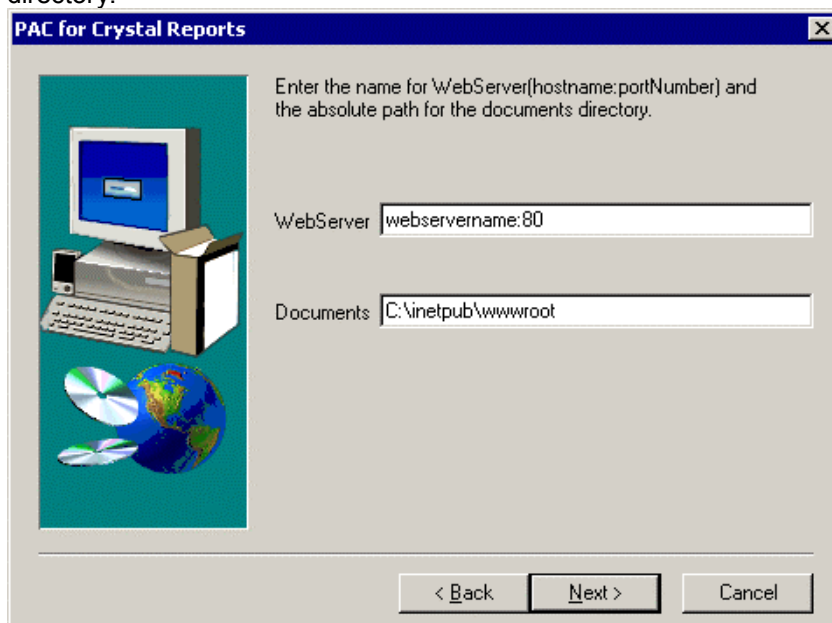 directory.
PAC for Crystal Reports
Enter the name for WebServer(hostname:portNumber) and
the absolute path for the documents directory.
WebServer webservername:80
Documents C:\inetpub\wwwroot
< Back Next > Cancel